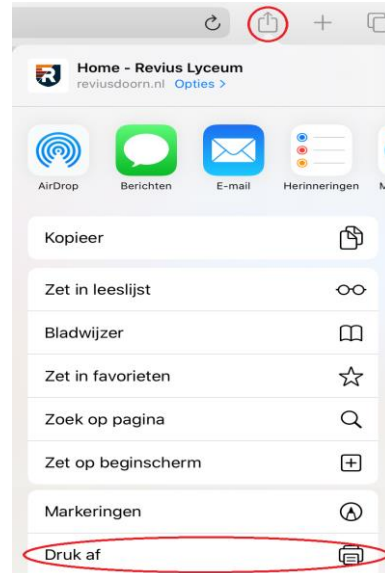 Home - Revius Lyceum
reviusdoorn.nl Opties >
AirDrop Berichten E-mail Herinneringen
Kopieer
Zet in leeslijst
Bladwijzer
Zet in favorieten
Zoek op pagina
Zet op beginscherm
Markeringen
Druk af